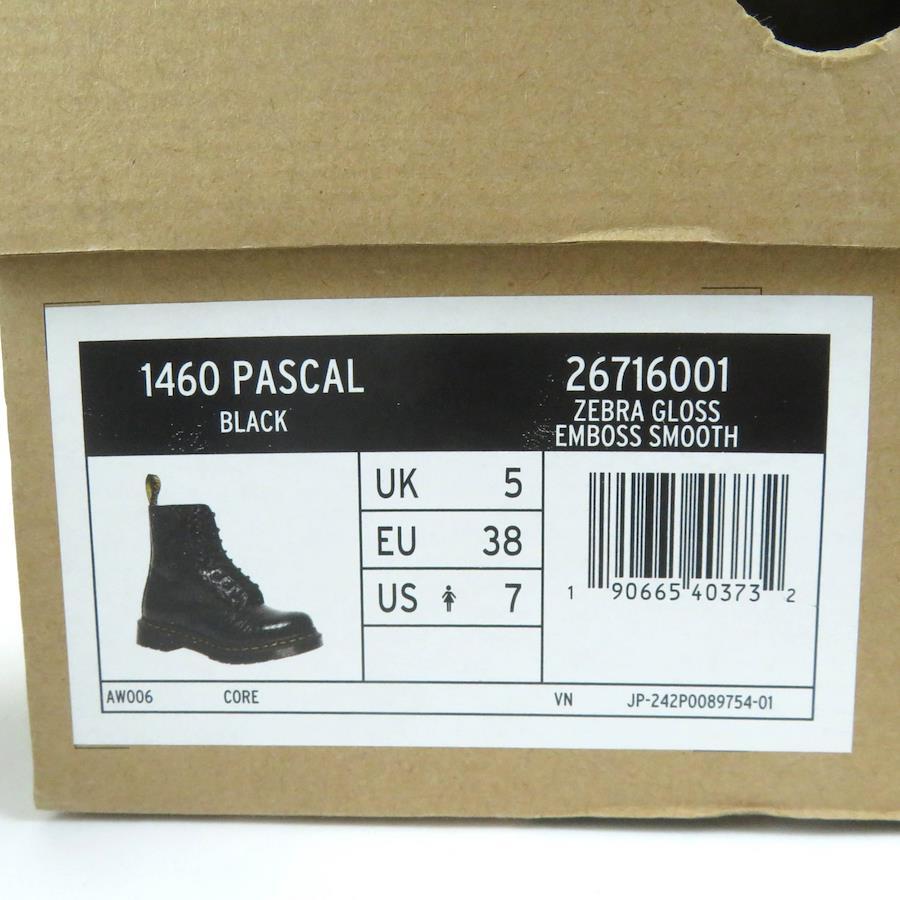 1460 PASCAL
BLACK
26716001
ZEBRA GLOSS
EMBOSS SMOOTH
UK 5
EU 38
US 7
1 90665 40373 2
AW006 CORE VN JP-242P0089754-01